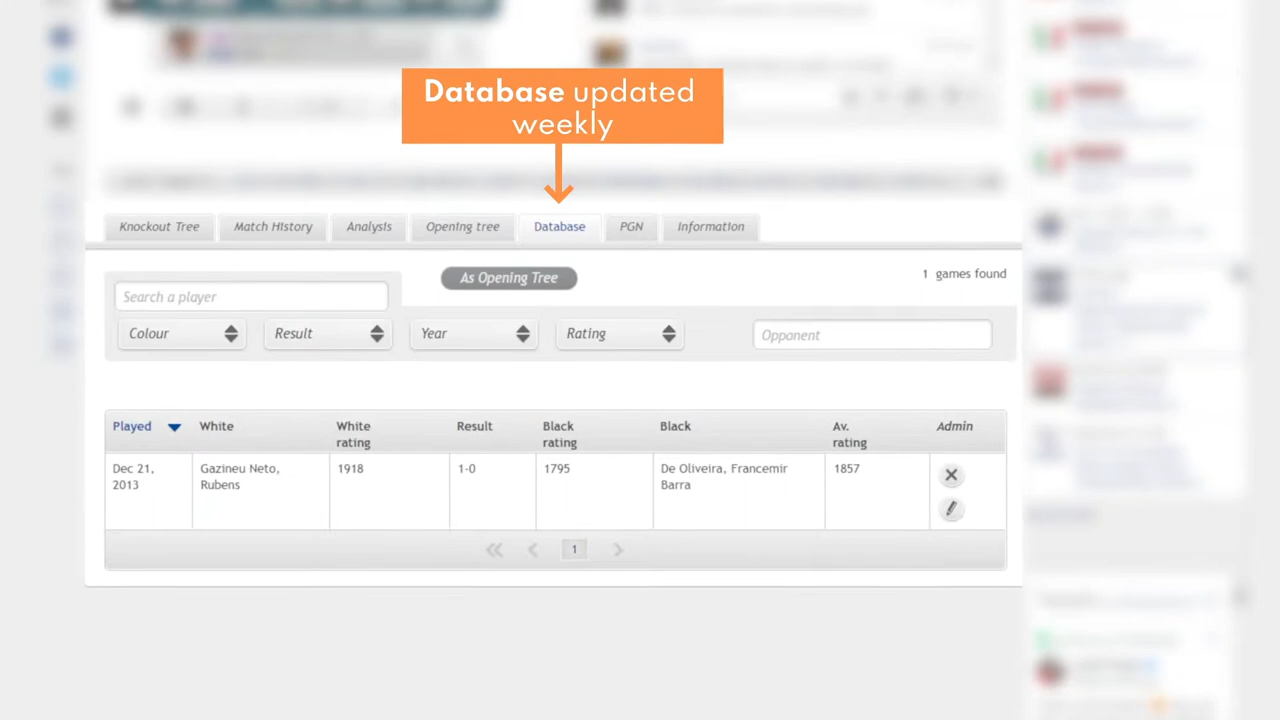 Database updated
weekly
Knockout Tree
Match History
Analysis
Opening tree
Database
PGN
Information
Search a player
As Opening Tree
1 games found
Colour
Result
Year
Rating
Opponent
Played
White
White
rating
Result
Black
rating
Black
Av.
rating
Admin
Dec 21,
2013
Gazineu Neto,
Rubens
1918
1-0
1795
De Oliveira, Francemir
Barra
1857
1